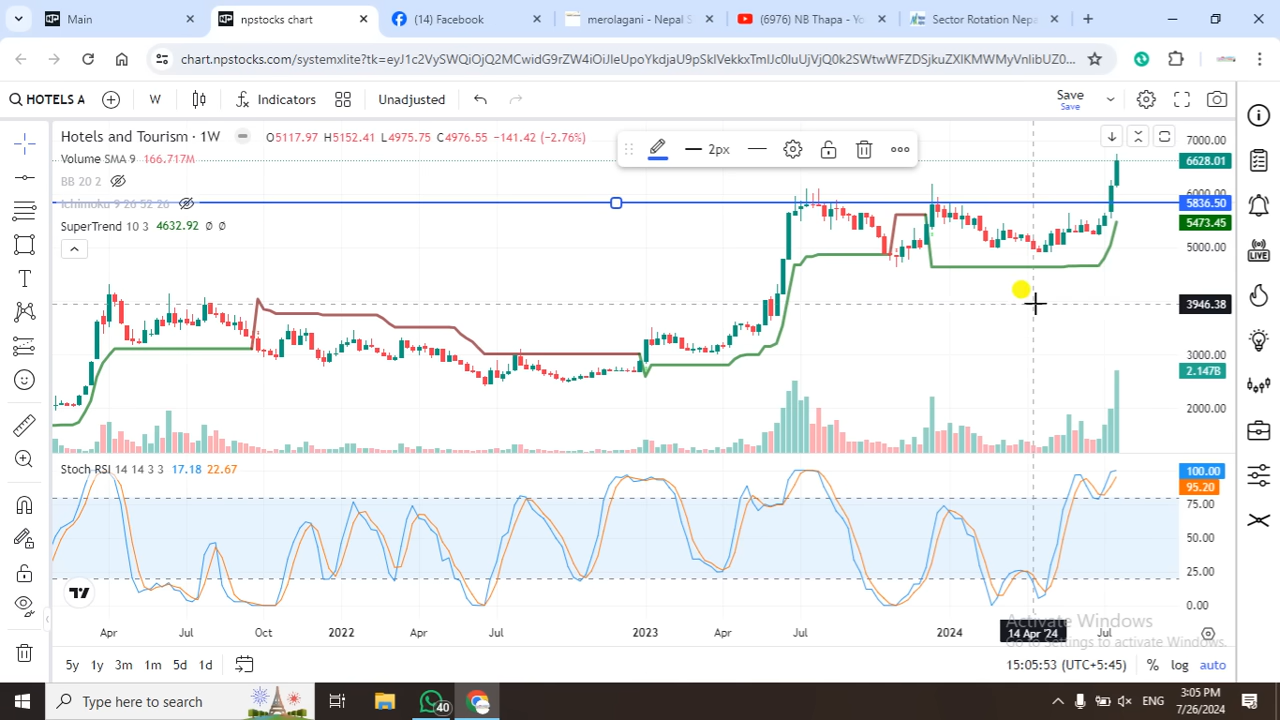 Main
npstocks chart
(14) Facebook
merolagani - Nepal S
(6976) NB Thapa - Yo
Sector Rotation Nepa
chart.npstocks.com/systemxlite?tk=
HOTELS A
W
Indicators
Unadjusted
Save
Save
Hotels and Tourism · 1W
O5117.97 H5152.41 L4975.75 C4976.55 −141.42 (−2.76%)
Volume SMA 9 166.717M
BB 20 2
Ichimoku 9 26 52 26
SuperTrend 10 3 4632.92 Ø Ø
2px
7000.00
6628.01
6000.00
5836.50
5473.45
5000.00
3946.38
3000.00
2.147B
2000.00
Stoch RSI 14 14 3 3 17.18 22.67
100.00
95.20
75.00
50.00
25.00
0.00
Apr
Jul
Oct
2022
Apr
Jul
2023
Apr
Jul
2024
14 Apr '24
Jul
Activate Windows
Go to Settings to activate Windows.
5y 1y 3m 1m 5d 1d
15:05:53 (UTC+5:45)
% log auto
LIVE
Type here to search
40
ENG
3:05 PM
7/26/2024